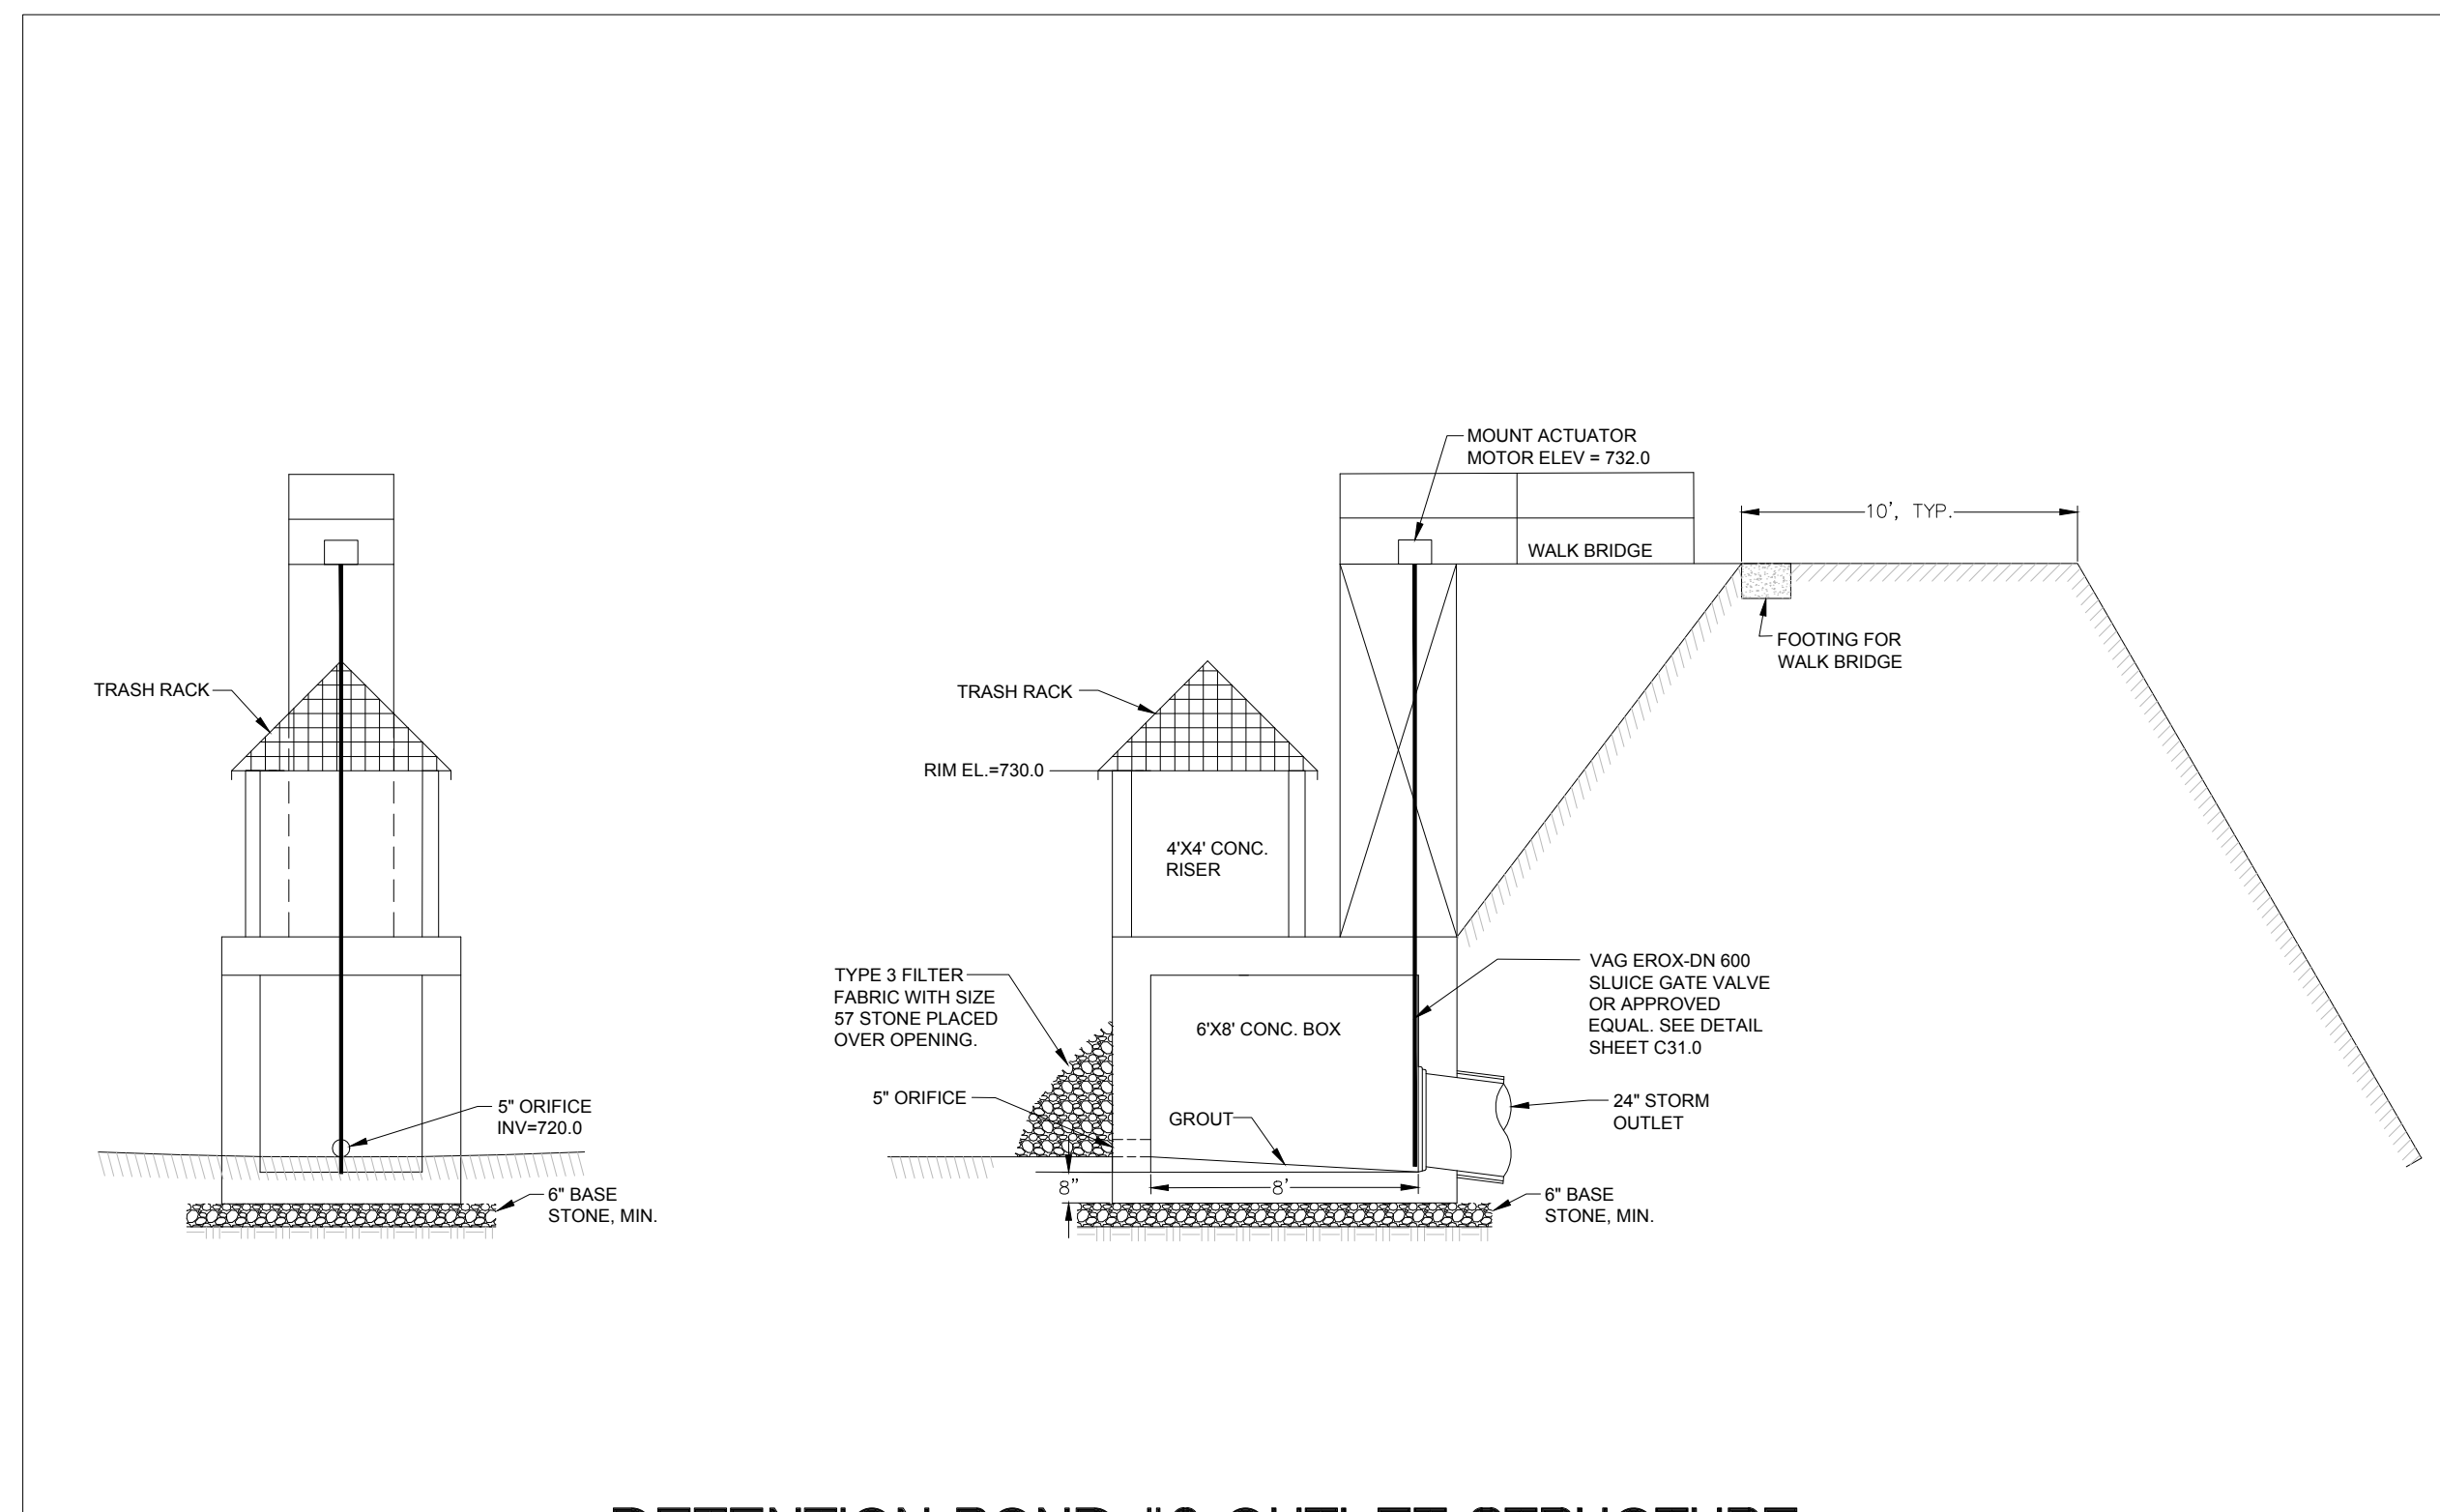 TRASH RACK
5" ORIFICE
INV=720.0
6" BASE
STONE, MIN.
MOUNT ACTUATOR
MOTOR ELEV = 732.0
WALK BRIDGE
10', TYP.
FOOTING FOR
WALK BRIDGE
TRASH RACK
RIM EL.=730.0
4'X4' CONC.
RISER
TYPE 3 FILTER
FABRIC WITH SIZE
57 STONE PLACED
OVER OPENING.
5" ORIFICE
6'X8' CONC. BOX
GROUT
8"
8'
VAG EROX-DN 600
SLUICE GATE VALVE
OR APPROVED
EQUAL. SEE DETAIL
SHEET C31.0
24" STORM
OUTLET
6" BASE
STONE, MIN.
DETENTION POND OUTLET STRUCTURE